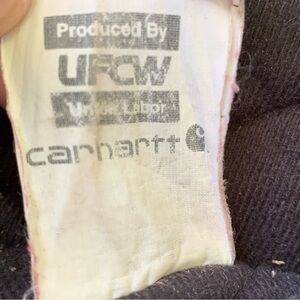 Produced By
UFCW
Union Labor
carhartt